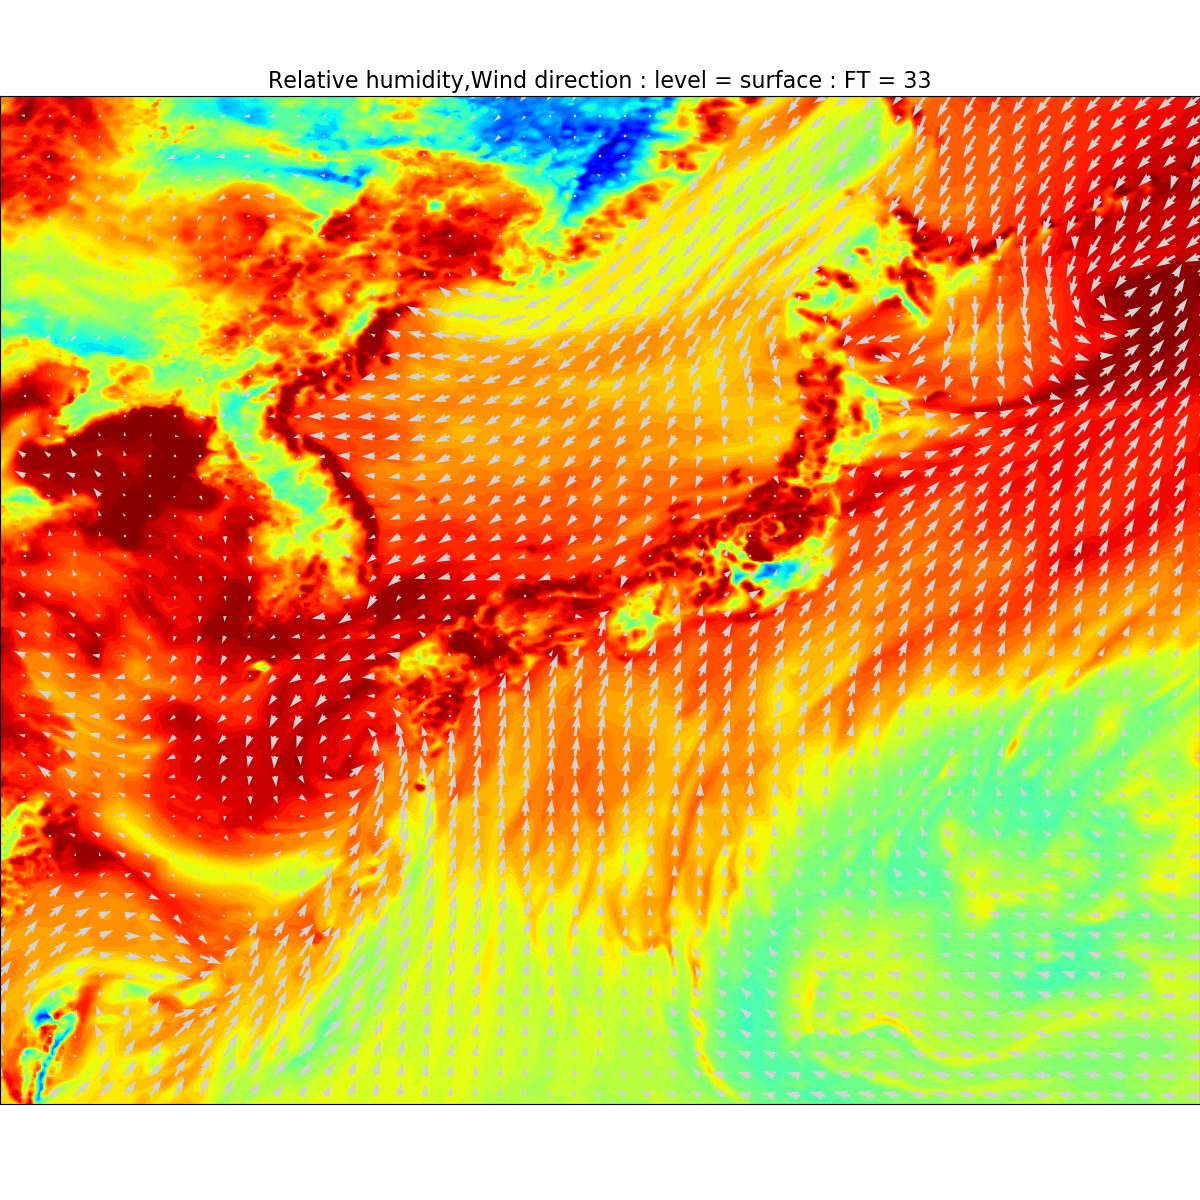 Relative humidity,Wind direction : level = surface : FT = 33